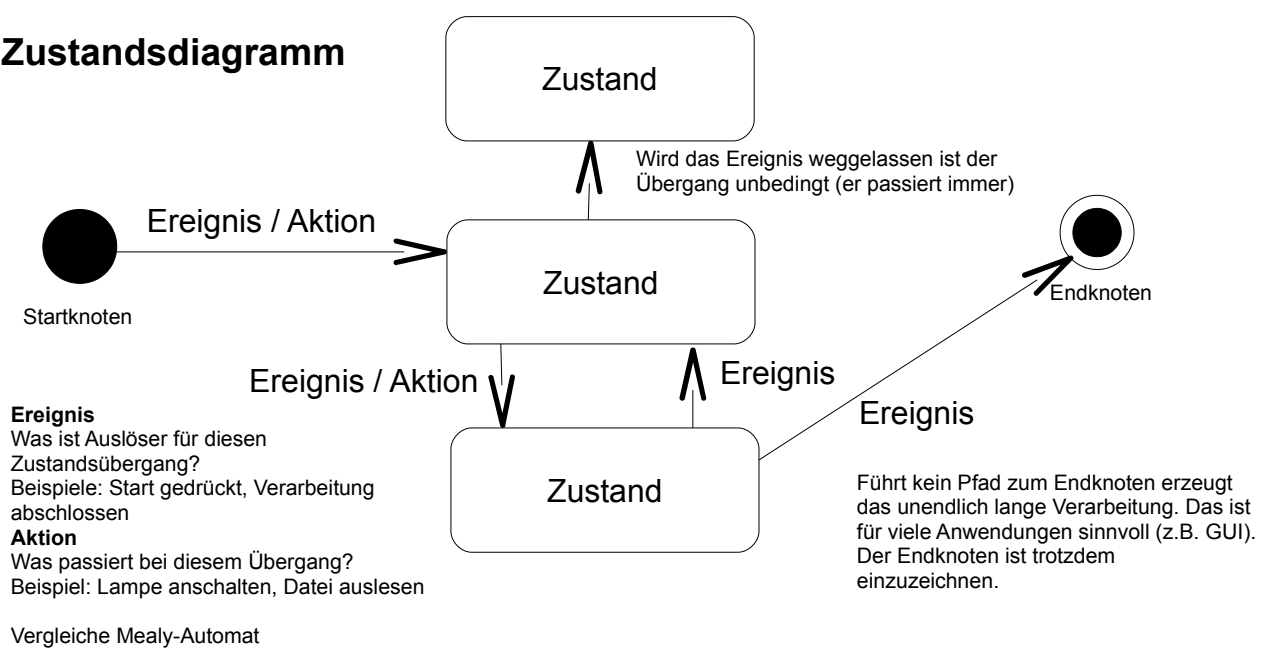 Zustandsdiagramm
Zustand
Wird das Ereignis weggelassen ist der
Übergang unbedingt (er passiert immer)
Ereignis / Aktion
Zustand
Startknoten
Endknoten
Ereignis / Aktion
Ereignis
Ereignis
Zustand
Ereignis
Was ist Auslöser für diesen
Zustandsübergang?
Beispiele: Start gedrückt, Verarbeitung
abschlossen
Aktion
Was passiert bei diesem Übergang?
Beispiel: Lampe anschalten, Datei auslesen
Vergleiche Mealy-Automat
Führt kein Pfad zum Endknoten erzeugt
das unendlich lange Verarbeitung. Das ist
für viele Anwendungen sinnvoll (z.B. GUI).
Der Endknoten ist trotzdem
einzuzeichnen.